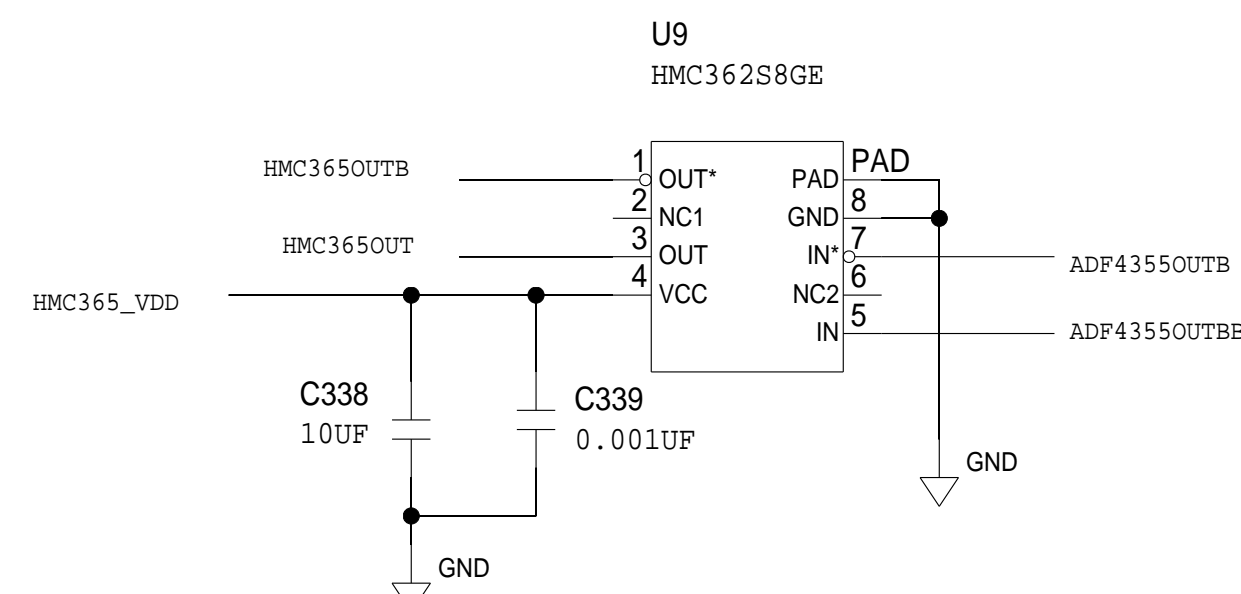 U9
HMC362S8GE
HMC365OUTB
1
OUT*
PAD
PAD
2
NC1
GND
8
HMC365OUT
3
OUT
IN*
7
ADF4355OUTB
HMC365_VDD
4
VCC
NC2
6
IN
5
ADF4355OUTBB
C338
10UF
C339
0.001UF
GND
GND